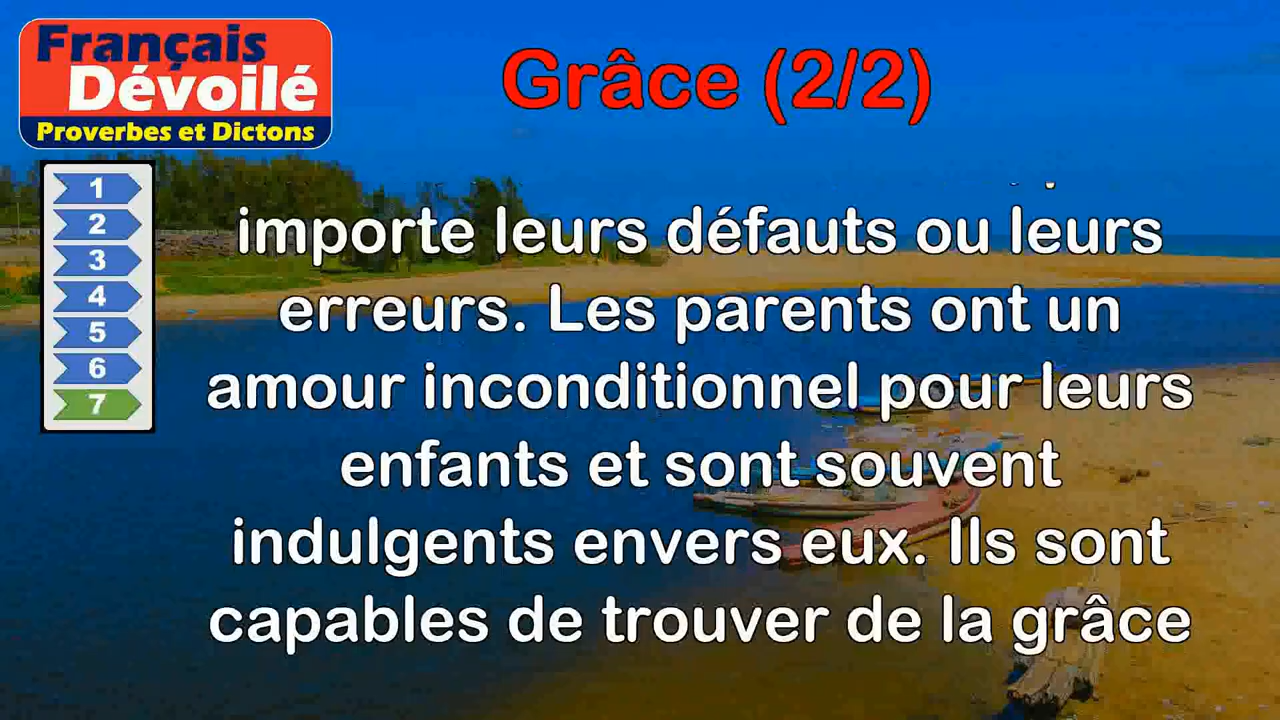 Français
Dévoilé
Proverbes et Dictons
Grâce (2/2)
1
2
3
4
5
6
7
importe leurs défauts ou leurs
erreurs. Les parents ont un
amour inconditionnel pour leurs
enfants et sont souvent
indulgents envers eux. Ils sont
capables de trouver de la grâce